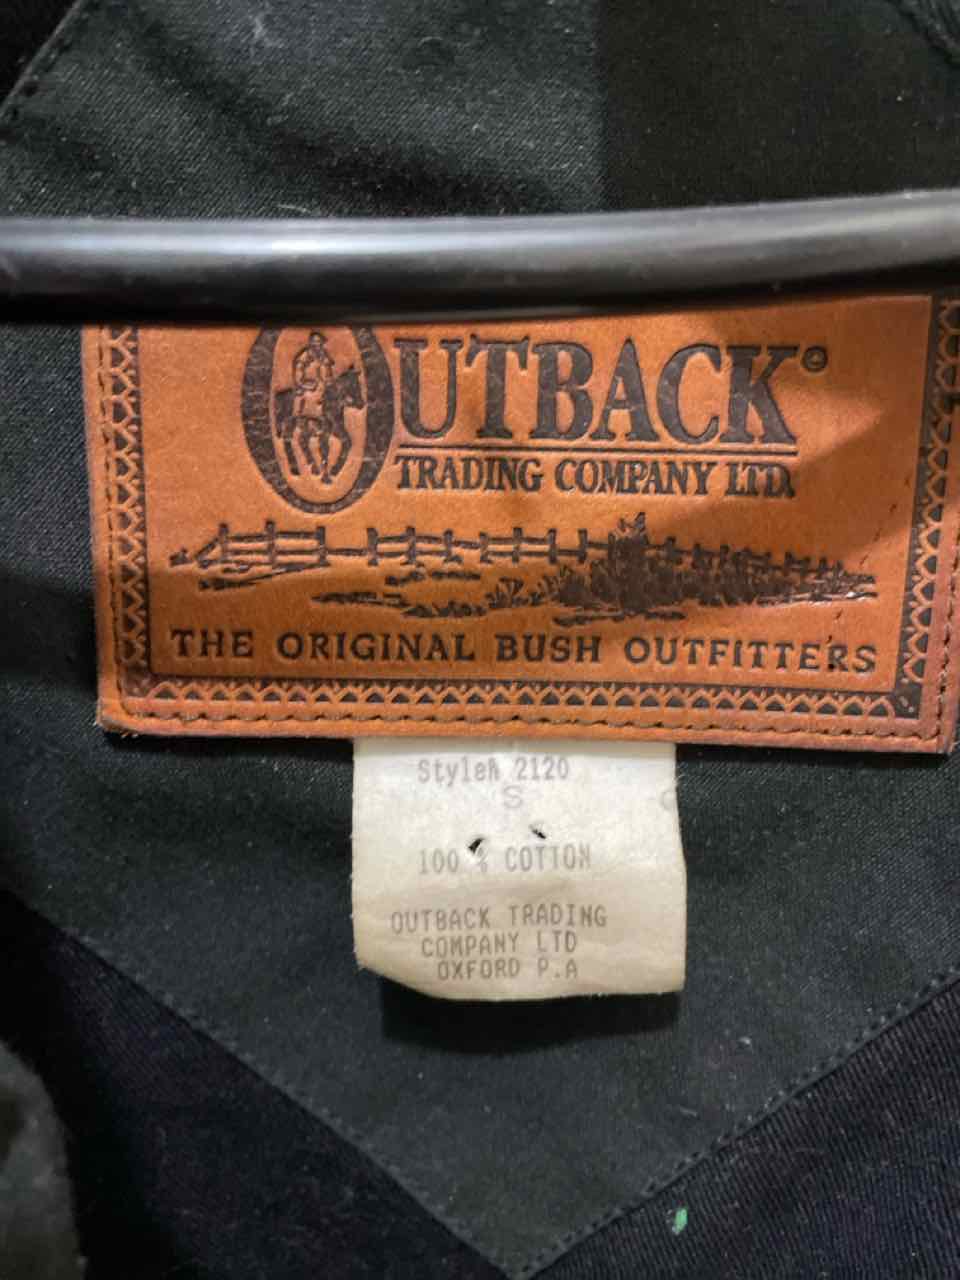 OUTBACK®
TRADING COMPANY LTD.
THE ORIGINAL BUSH OUTFITTERS
Style# 2120
S
100 % COTTON
OUTBACK TRADING
COMPANY LTD
OXFORD P.A